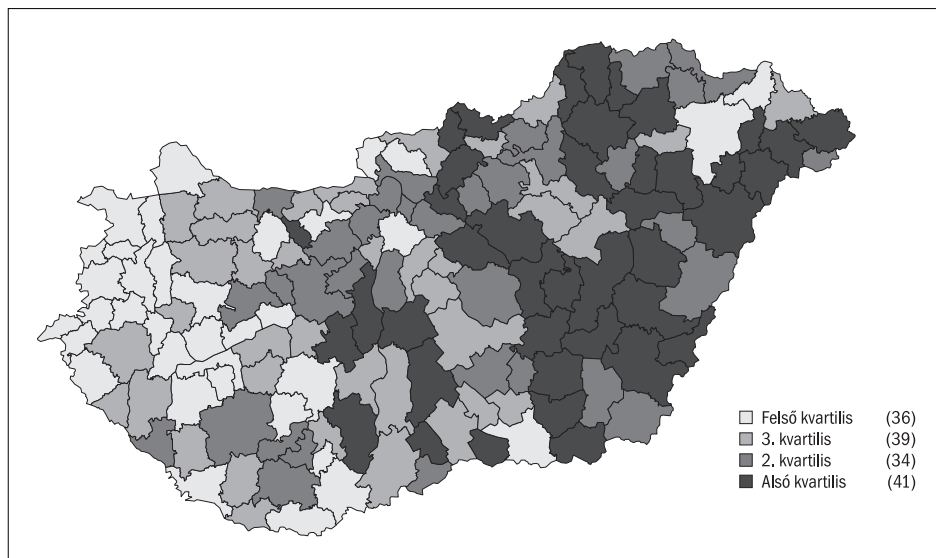 Felső kvartilis (36)
3. kvartilis (39)
2. kvartilis (34)
Alsó kvartilis (41)